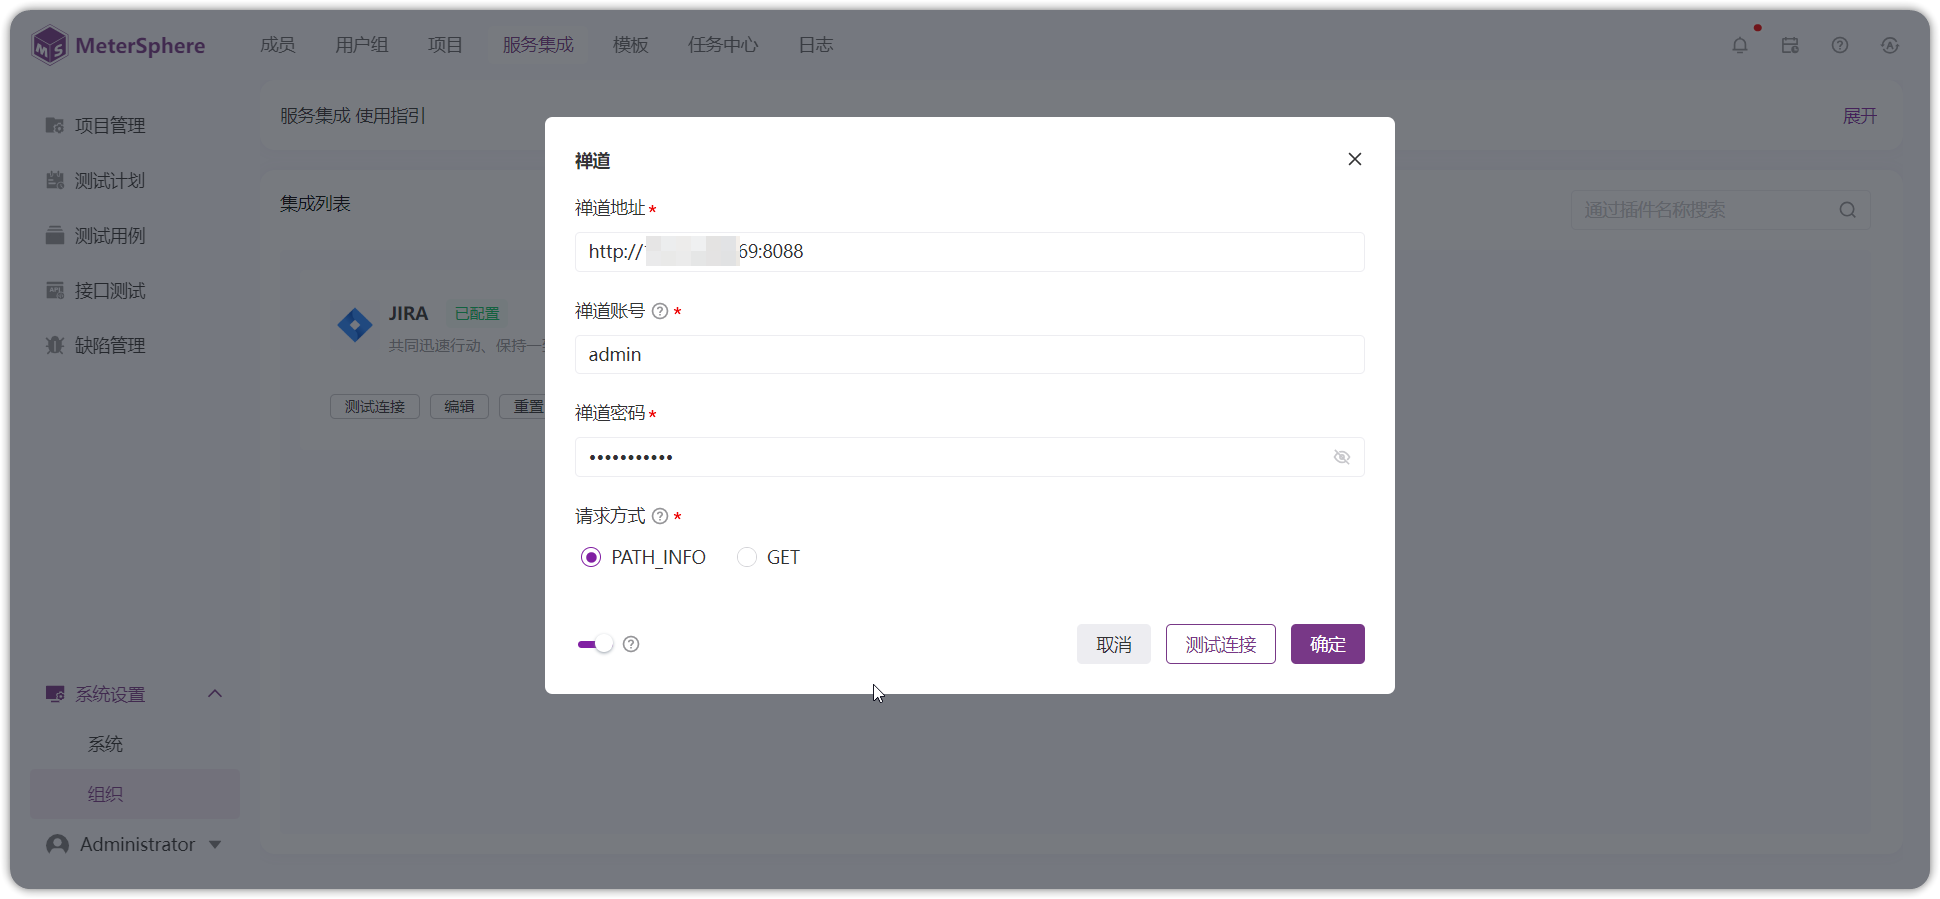 MeterSphere
成员
用户组
项目
服务集成
模板
任务中心
日志
项目管理
测试计划
测试用例
接口测试
缺陷管理
系统设置
系统
组织
Administrator
服务集成 使用指引
展开
集成列表
通过插件名称搜索
JIRA
已配置
共同迅速行动、保持一
测试连接
编辑
重置
禅道
禅道地址*
http://
69:8088
禅道账号 *
admin
禅道密码*
•••••••••••
请求方式 *
PATH_INFO
GET
取消
测试连接
确定